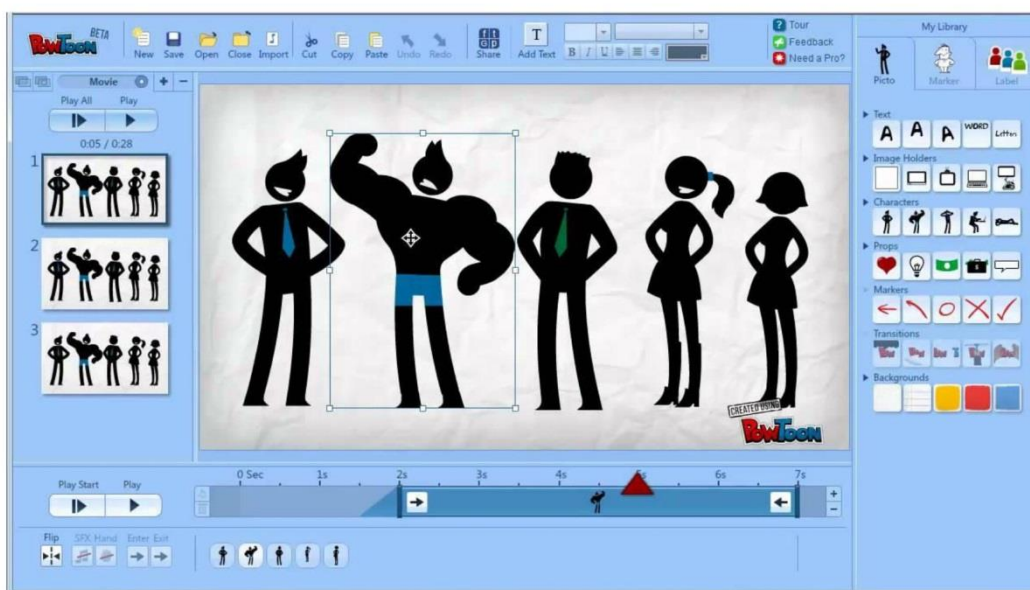 PowToon BETA
New Save Open Close Import Cut Copy Paste Undo Redo Share Add Text
B I U
Tour
Feedback
Need a Pro?
My Library
Picto Marker Label
Movie
Play All Play
0:05 / 0:28
1
2
3
Text
A A A WORD Letters
Image Holders
Characters
Props
Markers
Transitions
Backgrounds
CREATED USING
PowToon
Play Start Play
0 Sec 1s 2s 3s 4s 5s 6s 7s
Flip SFX Hand Enter Exit